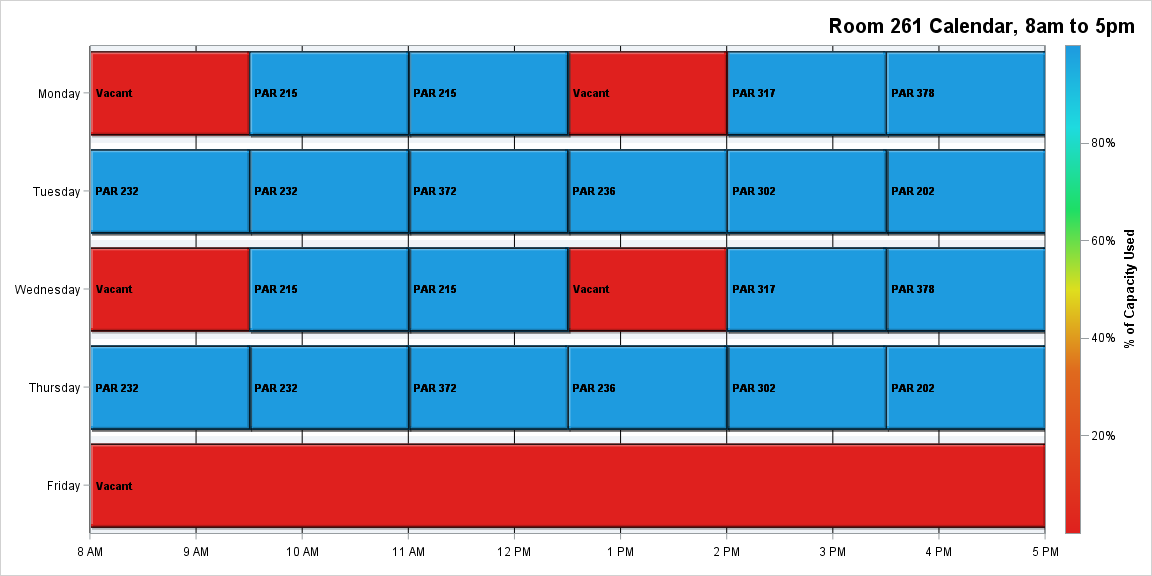 Room 261 Calendar, 8am to 5pm
Monday
Vacant
PAR 215
PAR 215
Vacant
PAR 317
PAR 378
Tuesday
PAR 232
PAR 232
PAR 372
PAR 236
PAR 302
PAR 202
Wednesday
Vacant
PAR 215
PAR 215
Vacant
PAR 317
PAR 378
Thursday
PAR 232
PAR 232
PAR 372
PAR 236
PAR 302
PAR 202
Friday
Vacant
8 AM
9 AM
10 AM
11 AM
12 PM
1 PM
2 PM
3 PM
4 PM
5 PM
80%
60%
40%
20%
% of Capacity Used